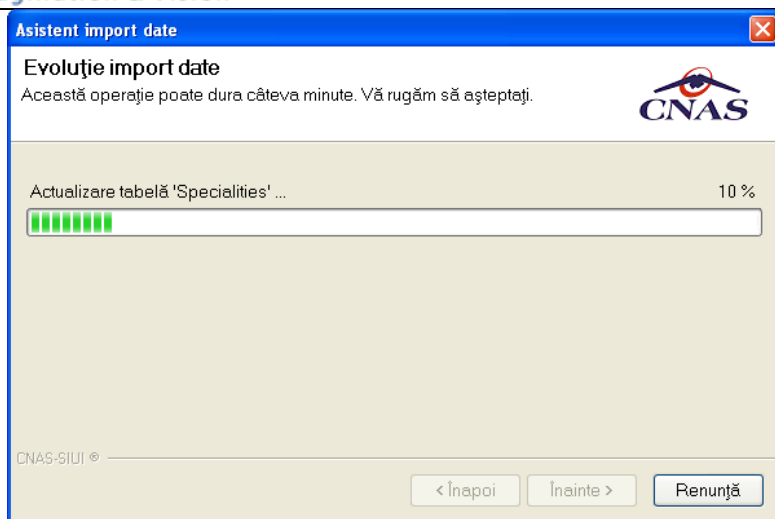 Asistent import date
Evoluţie import date
Această operaţie poate dura câteva minute. Vă rugăm să aşteptaţi.
CNAS
Actualizare tabelă 'Specialities' ...
10 %
CNAS-SIUI ®
< Înapoi
Înainte >
Renunţă